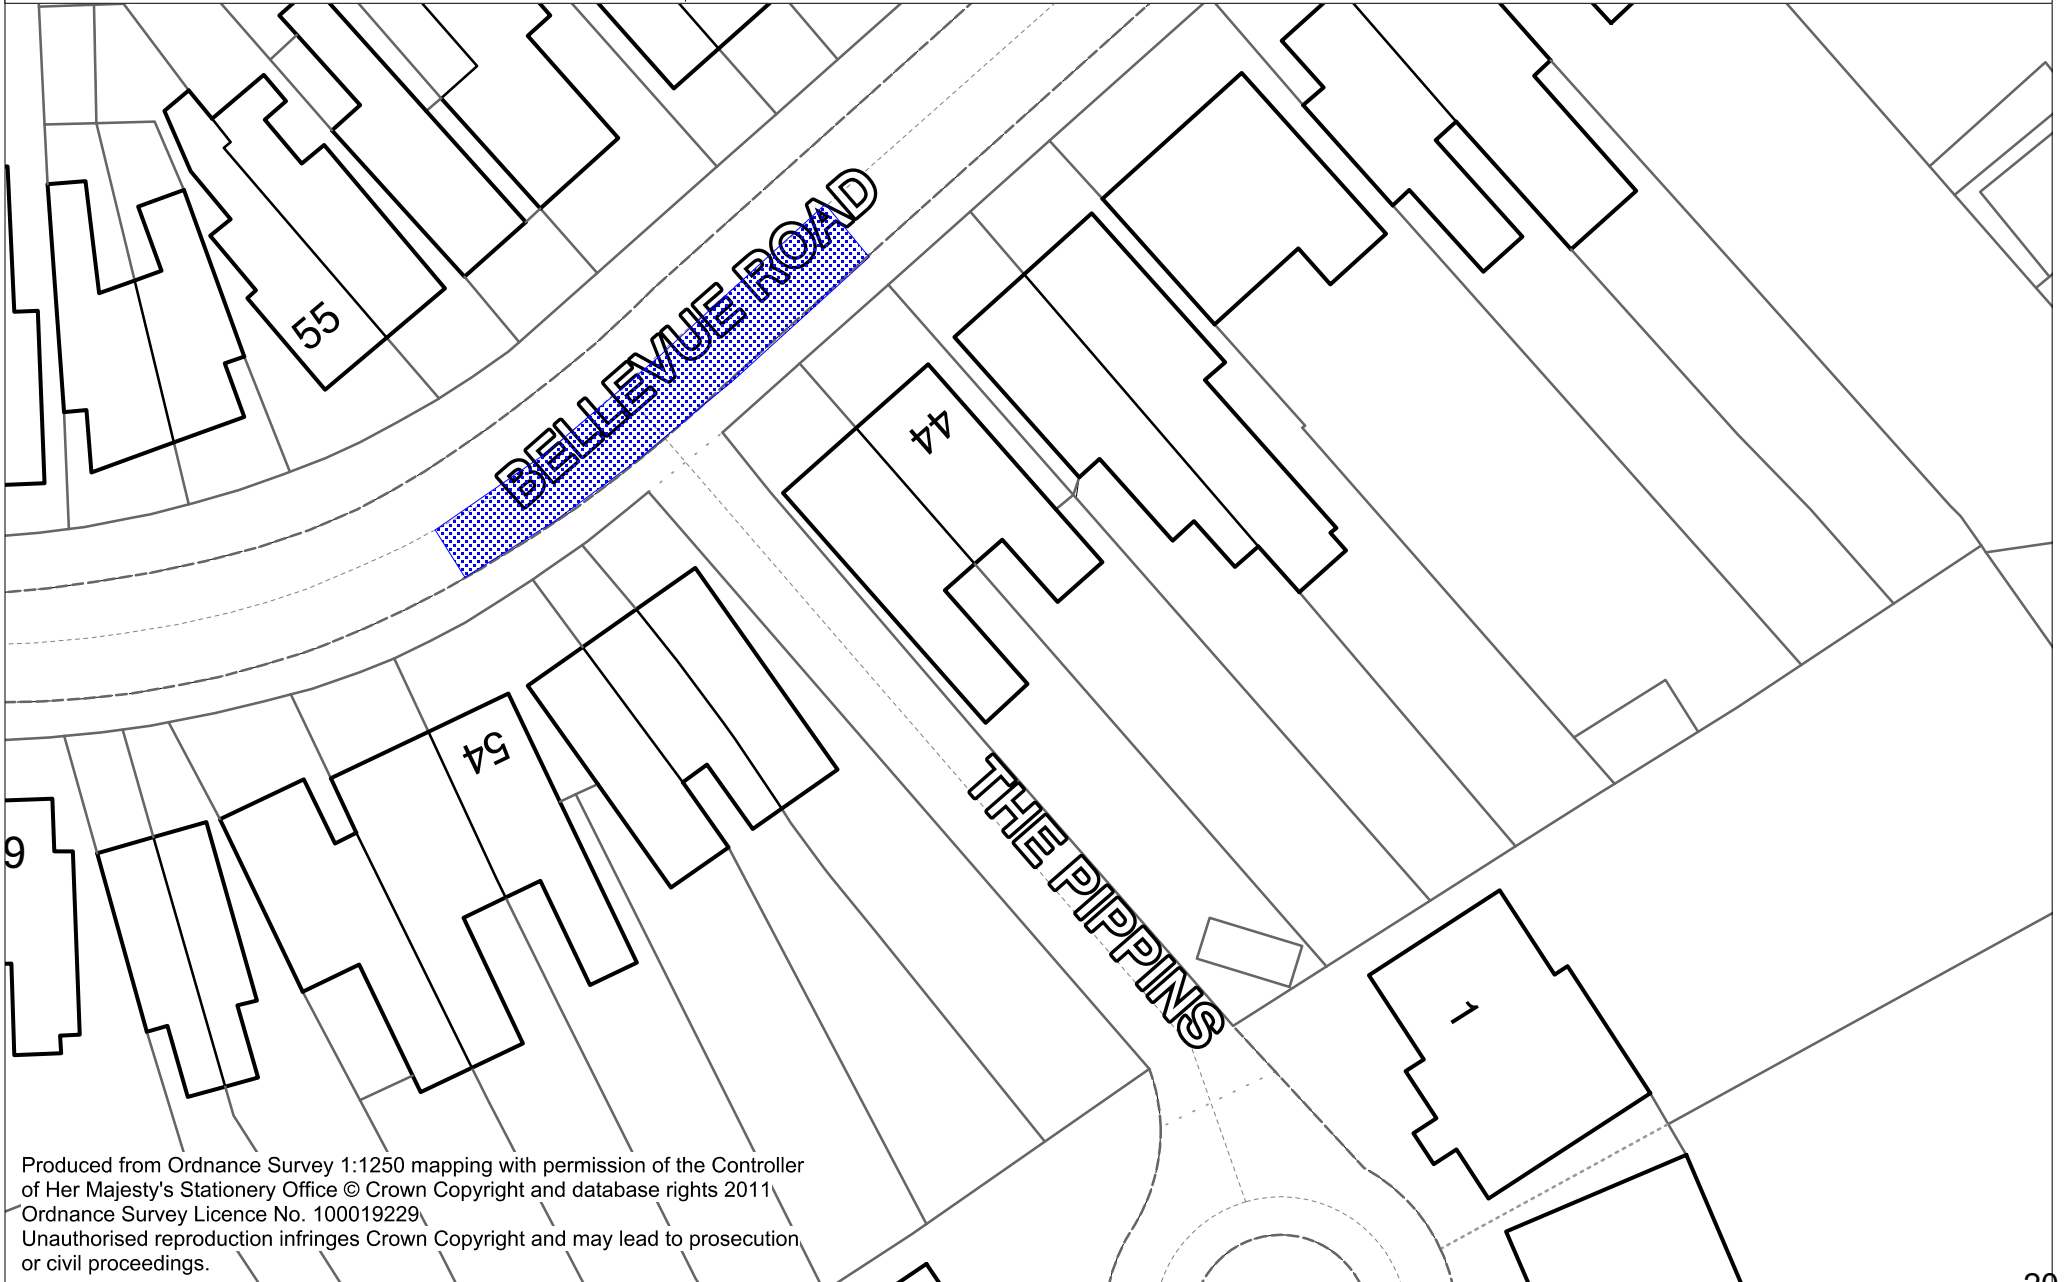 BELLEVUE ROAD
55
44
54
9
THE PIPPINS
1
Produced from Ordnance Survey 1:1250 mapping with permission of the Controller
of Her Majesty's Stationery Office © Crown Copyright and database rights 2011
Ordnance Survey Licence No. 100019229
Unauthorised reproduction infringes Crown Copyright and may lead to prosecution
or civil proceedings.